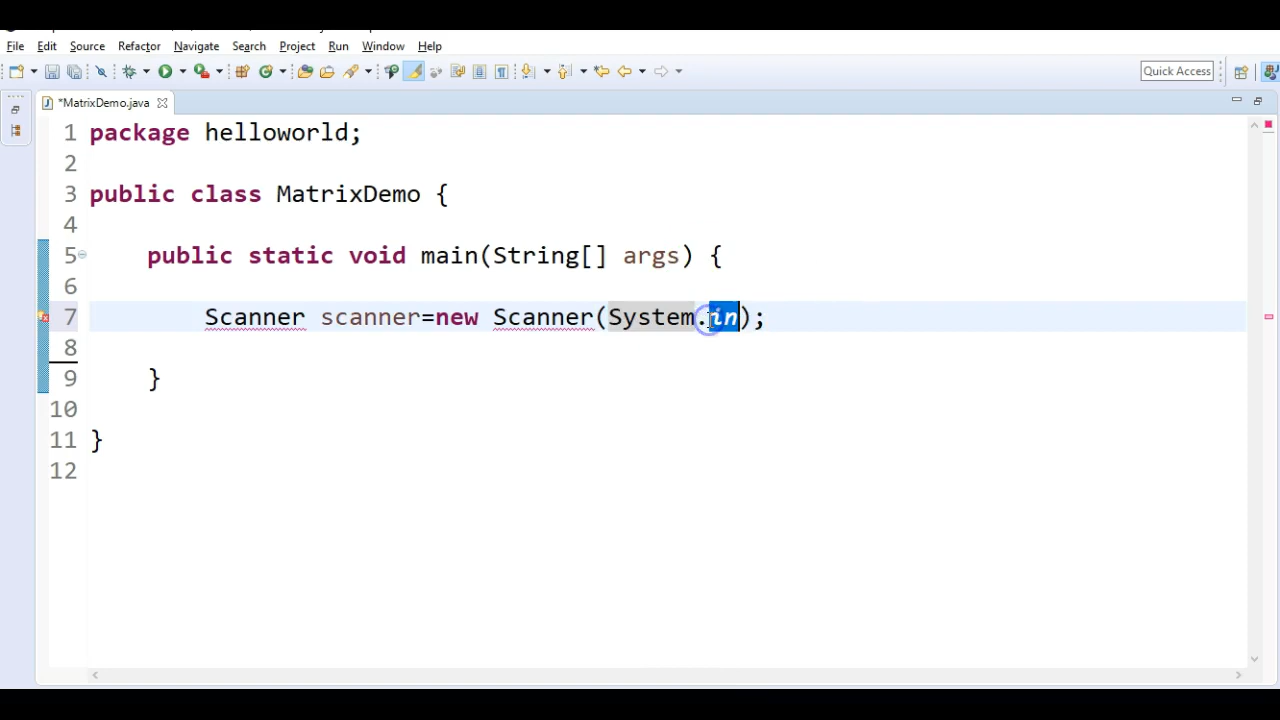 File Edit Source Refactor Navigate Search Project Run Window Help
Quick Access
*MatrixDemo.java
1 package helloworld;
2
3 public class MatrixDemo {
4
5 public static void main(String[] args) {
6
7 Scanner scanner=new Scanner(System.in);
8
9 }
10
11 }
12